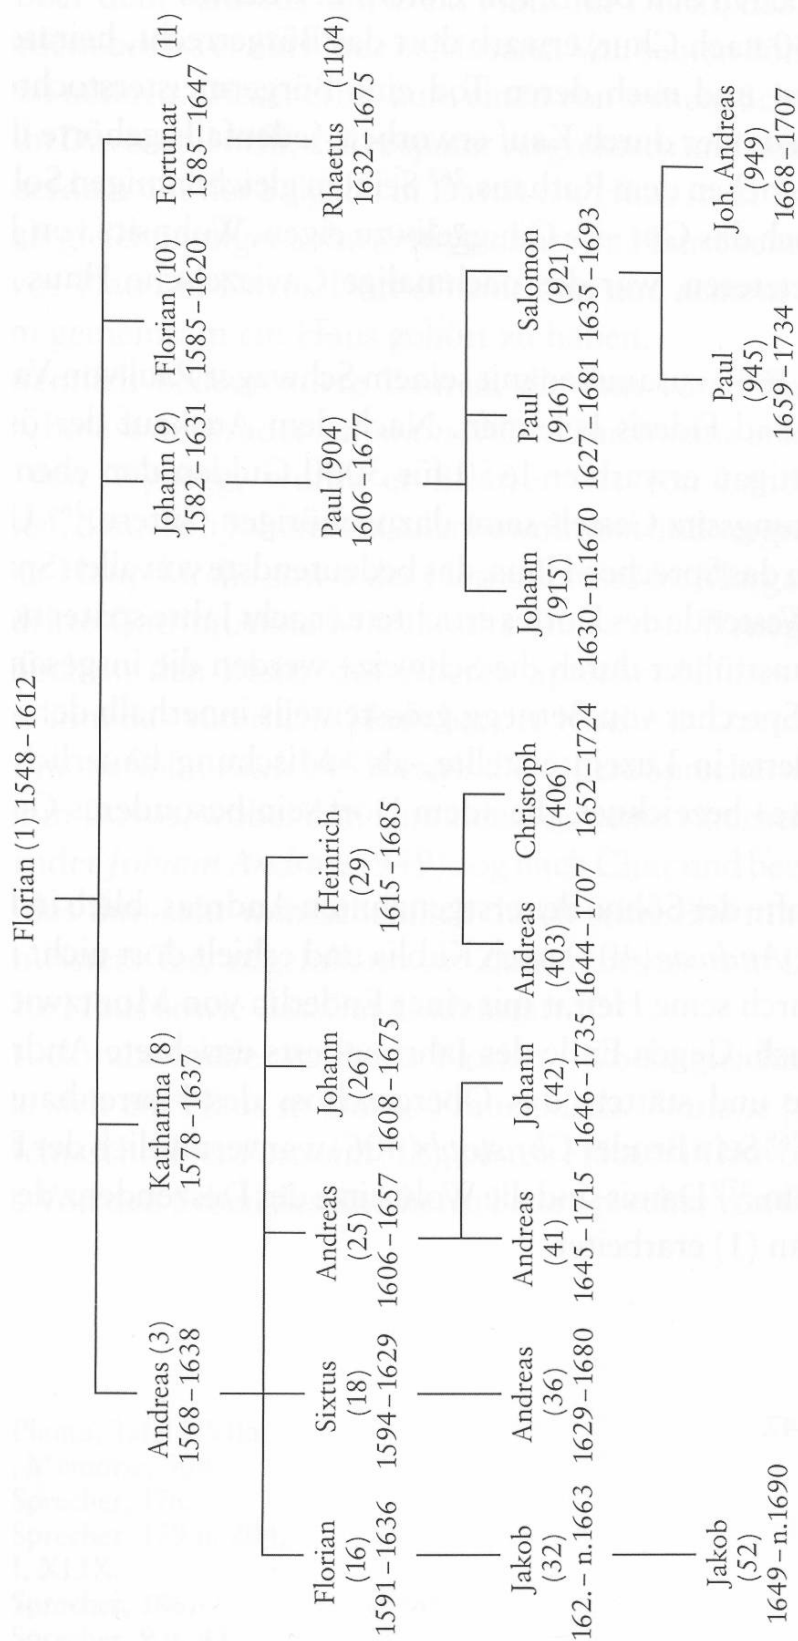 Florian (1) 1548–1612
Andreas (3)
1568–1638
Katharina (8)
1578–1637
Johann (9)
1582–1631
Florian (10)
1585–1620
Fortunat (11)
1585–1647
Florian
(16)
1591–1636
Sixtus
(18)
1594–1629
Andreas
(25)
1606–1657
Johann
(26)
1608–1675
Heinrich
(29)
1615–1685
Paul (904)
1606–1677
Rhaetus (1104)
1632–1675
Jakob
(32)
162.–n.1663
Andreas
(36)
1629–1680
Andreas
(41)
1645–1715
Johann
(42)
1646–1735
Andreas
(403)
1644–1707
Christoph
(406)
1652–1724
Johann
(915)
1630–n.1670
Paul
(916)
1627–1681
Salomon
(921)
1635–1693
Jakob
(52)
1649–n.1690
Paul
(945)
1659–1734
Joh. Andreas
(949)
1668–1707